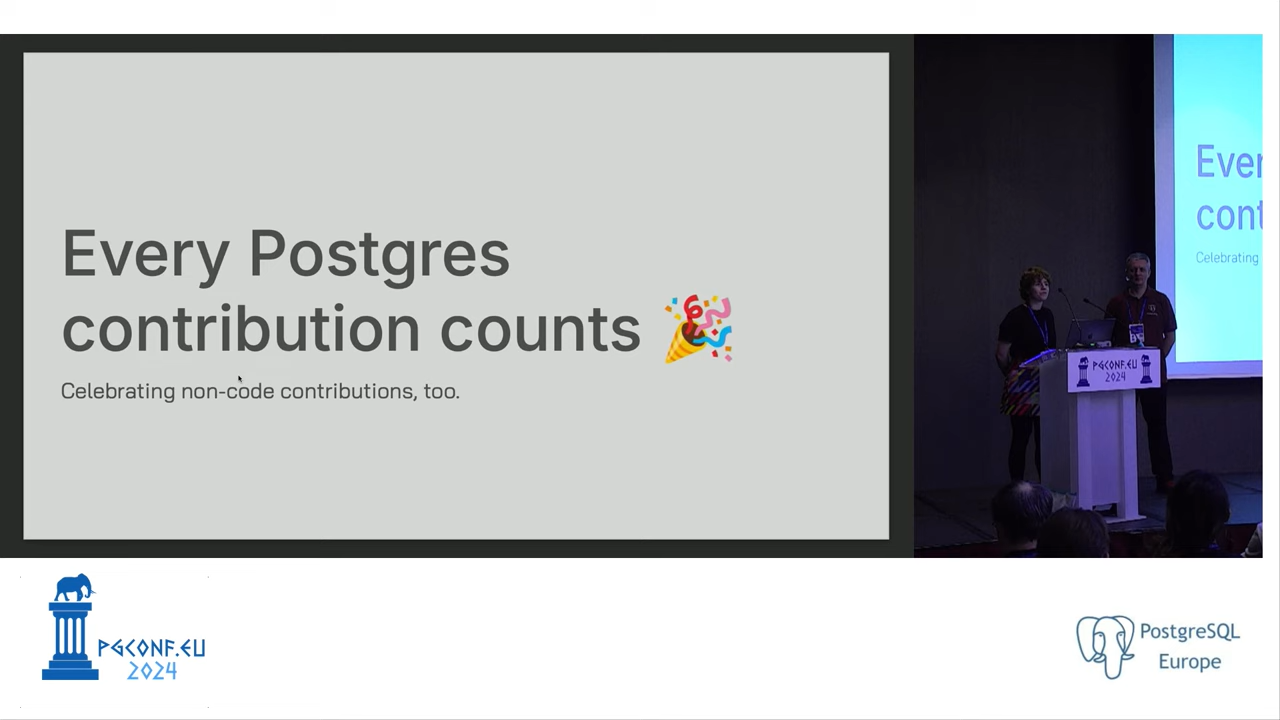 Every Postgres
contribution counts 🎉
Celebrating non-code contributions, too.
Ever
cont
Celebrating
PGCONF.EU
2024
PGCONF.EU
2024
PostgreSQL
Europe